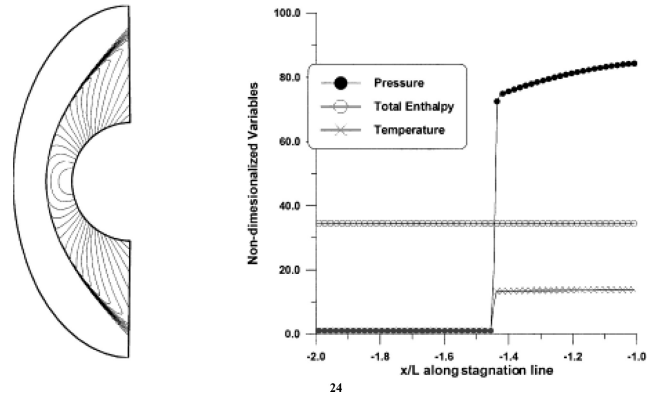 100.0
80.0
60.0
40.0
20.0
0.0
Non-dimesionalized Variables
Pressure
Total Enthalpy
Temperature
-2.0 -1.8 -1.6 -1.4 -1.2 -1.0
x/L along stagnation line
24